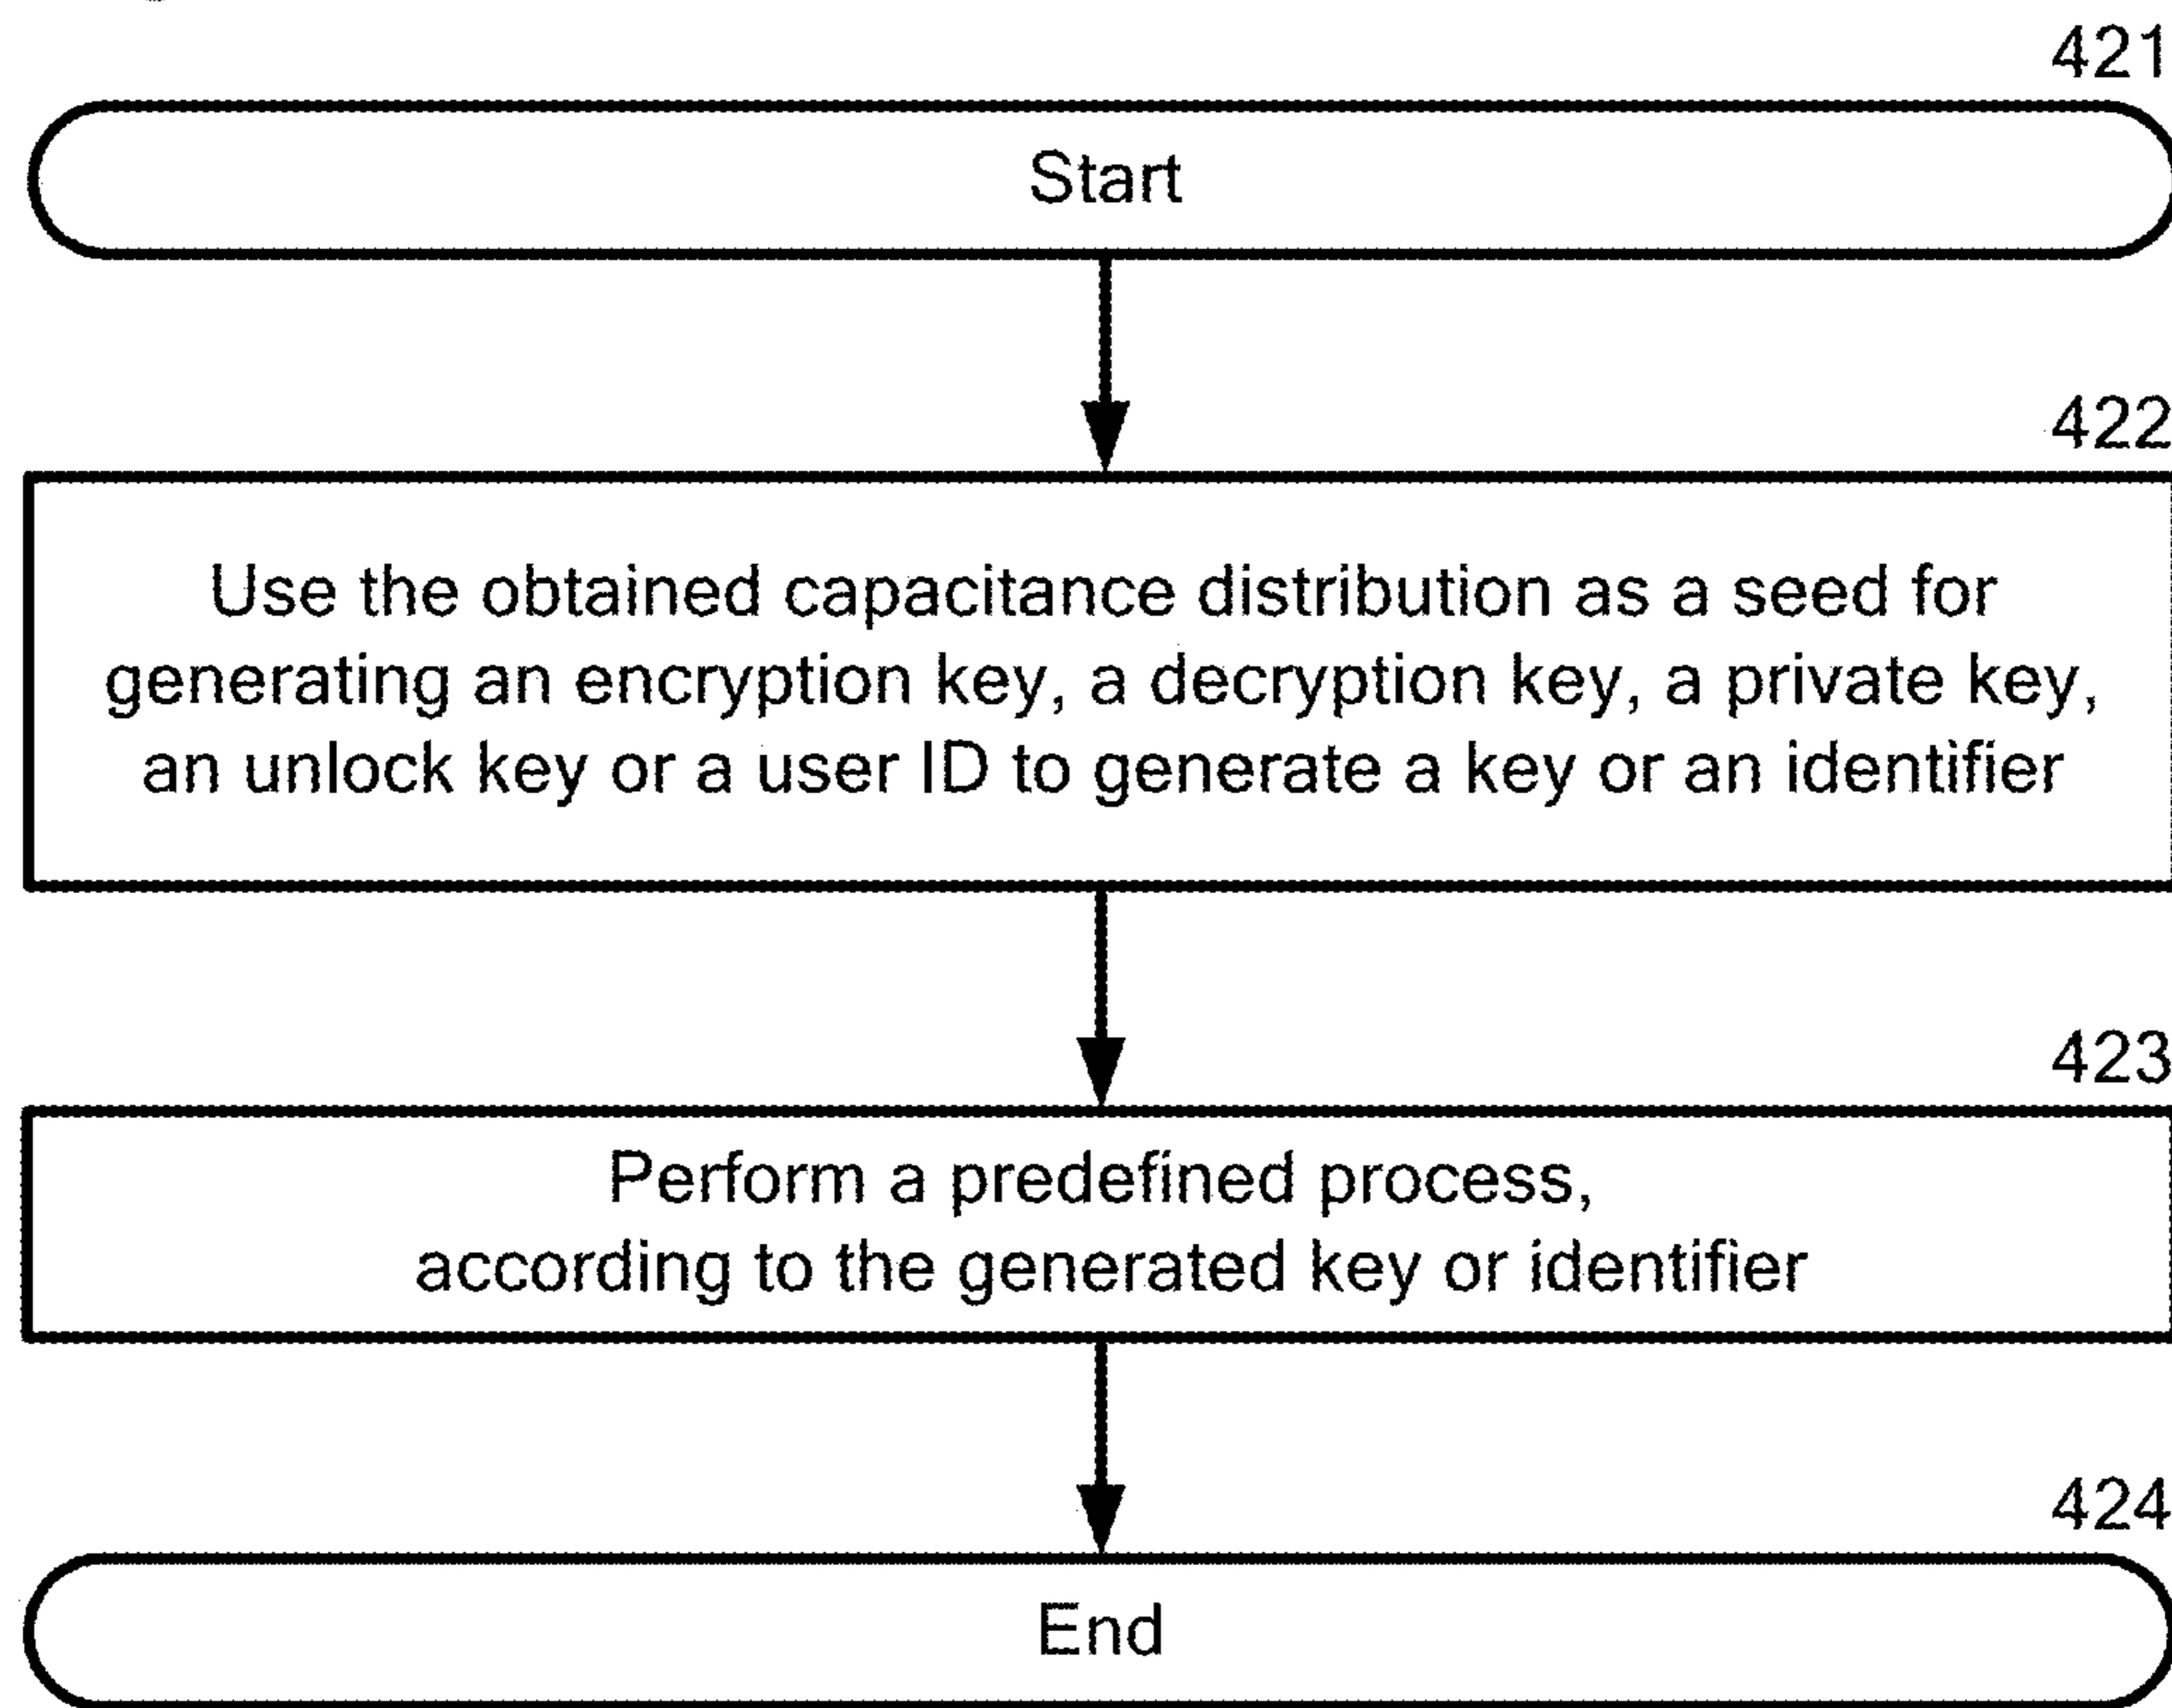 421
Start
422
Use the obtained capacitance distribution as a seed for
generating an encryption key, a decryption key, a private key,
an unlock key or a user ID to generate a key or an identifier
423
Perform a predefined process,
according to the generated key or identifier
424
End